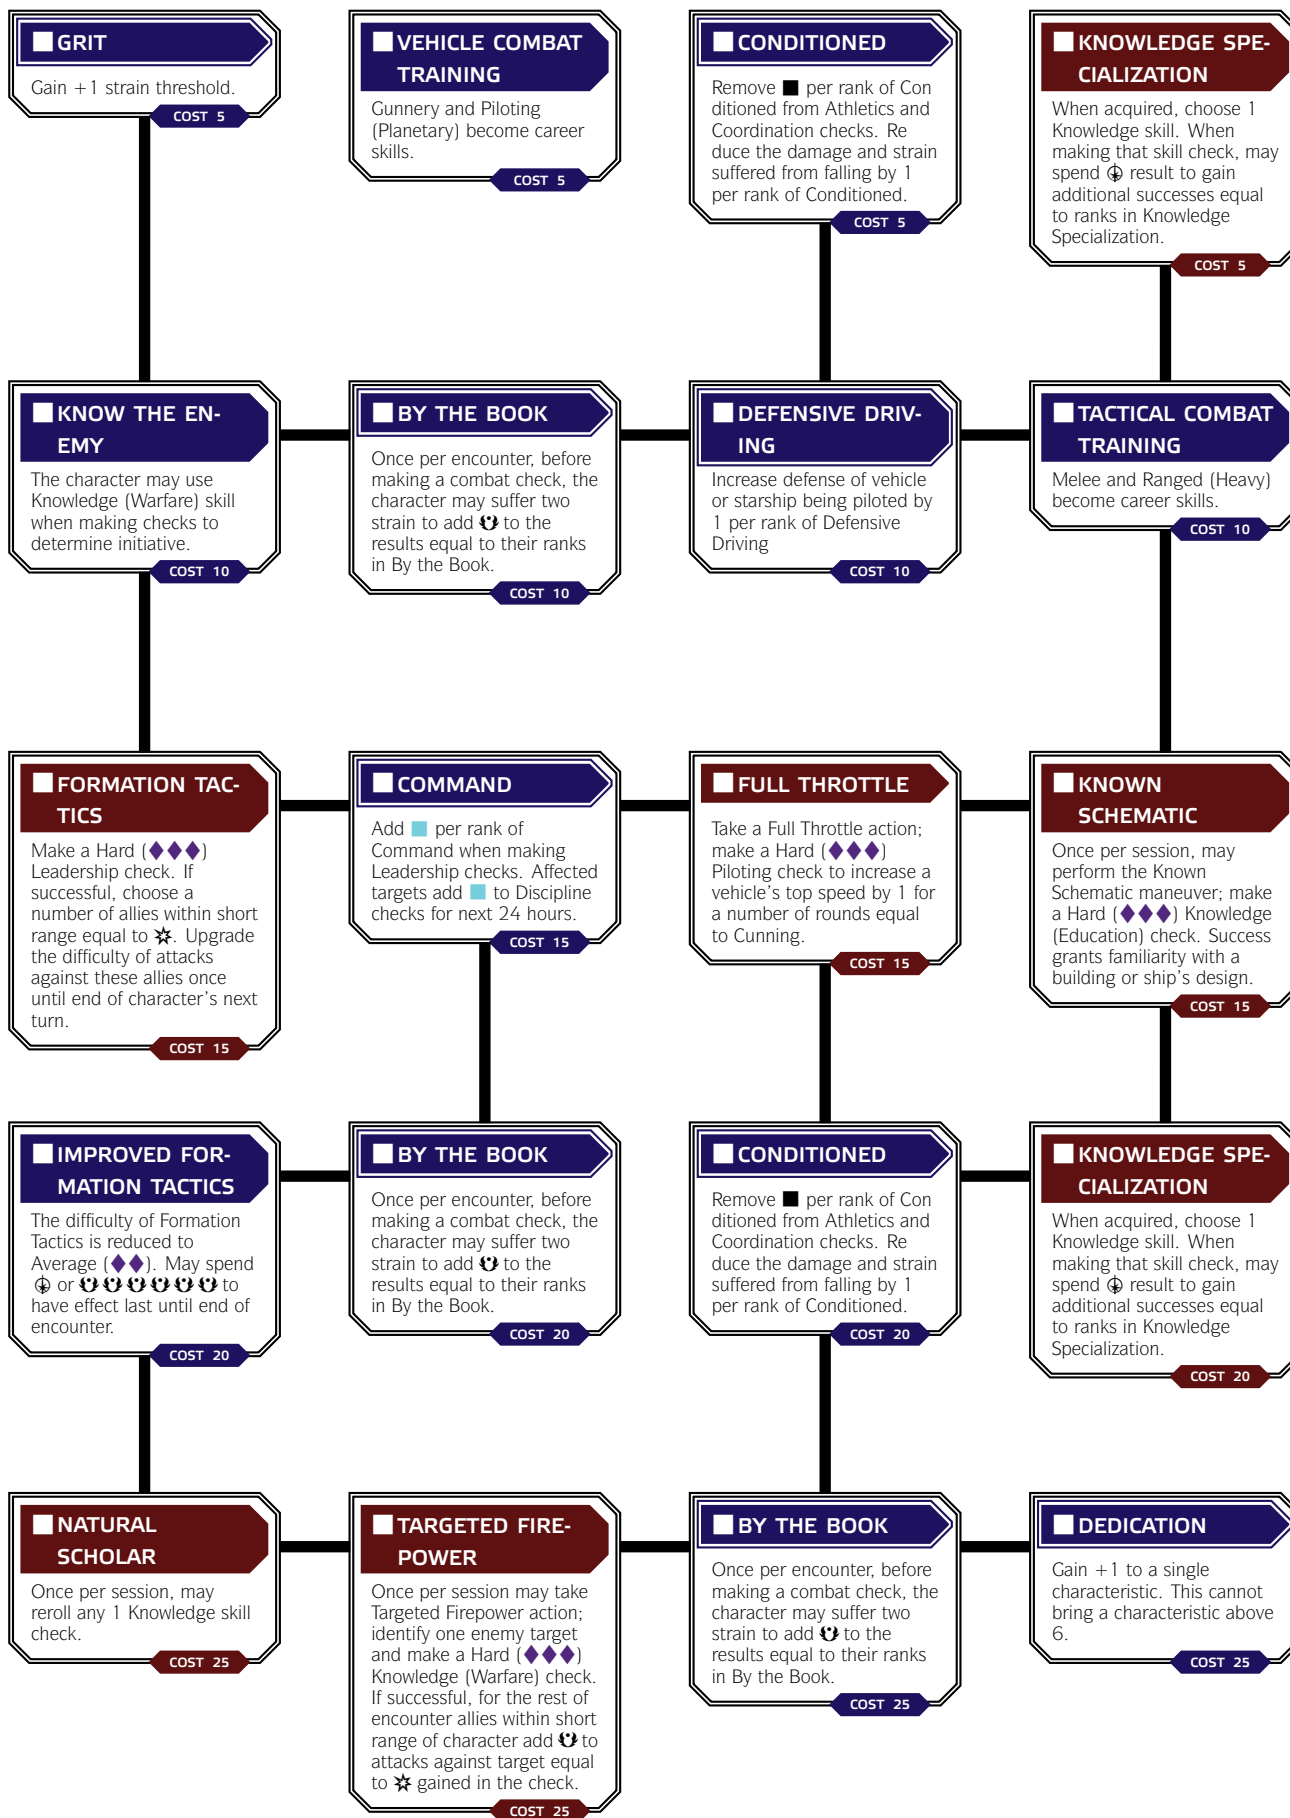 GRIT
Gain +1 strain threshold.
COST 5
VEHICLE COMBAT
TRAINING
Gunnery and Piloting
(Planetary) become career
skills.
COST 5
CONDITIONED
Remove ■ per rank of Con
ditioned from Athletics and
Coordination checks. Re
duce the damage and strain
suffered from falling by 1
per rank of Conditioned.
COST 5
KNOWLEDGE SPE-
CIALIZATION
When acquired, choose 1
Knowledge skill. When
making that skill check, may
spend result to gain
additional successes equal
to ranks in Knowledge
Specialization.
COST 5
KNOW THE EN-
EMY
The character may use
Knowledge (Warfare) skill
when making checks to
determine initiative.
COST 10
BY THE BOOK
Once per encounter, before
making a combat check, the
character may suffer two
strain to add to the
results equal to their ranks
in By the Book.
COST 10
DEFENSIVE DRIV-
ING
Increase defense of vehicle
or starship being piloted by
1 per rank of Defensive
Driving
COST 10
TACTICAL COMBAT
TRAINING
Melee and Ranged (Heavy)
become career skills.
COST 10
FORMATION TAC-
TICS
Make a Hard (◆◆◆)
Leadership check. If
successful, choose a
number of allies within short
range equal to . Upgrade
the difficulty of attacks
against these allies once
until end of character's next
turn.
COST 15
COMMAND
Add ■ per rank of
Command when making
Leadership checks. Affected
targets add ■ to Discipline
checks for next 24 hours.
COST 15
FULL THROTTLE
Take a Full Throttle action;
make a Hard (◆◆◆)
Piloting check to increase a
vehicle's top speed by 1 for
a number of rounds equal
to Cunning.
COST 15
KNOWN
SCHEMATIC
Once per session, may
perform the Known
Schematic maneuver; make
a Hard (◆◆◆) Knowledge
(Education) check. Success
grants familiarity with a
building or ship's design.
COST 15
IMPROVED FOR-
MATION TACTICS
The difficulty of Formation
Tactics is reduced to
Average (◆◆). May spend
or to
have effect last until end of
encounter.
COST 20
BY THE BOOK
Once per encounter, before
making a combat check, the
character may suffer two
strain to add to the
results equal to their ranks
in By the Book.
COST 20
CONDITIONED
Remove ■ per rank of Con
ditioned from Athletics and
Coordination checks. Re
duce the damage and strain
suffered from falling by 1
per rank of Conditioned.
COST 20
KNOWLEDGE SPE-
CIALIZATION
When acquired, choose 1
Knowledge skill. When
making that skill check, may
spend result to gain
additional successes equal
to ranks in Knowledge
Specialization.
COST 20
NATURAL
SCHOLAR
Once per session, may
reroll any 1 Knowledge skill
check.
COST 25
TARGETED FIRE-
POWER
Once per session may take
Targeted Firepower action;
identify one enemy target
and make a Hard (◆◆◆)
Knowledge (Warfare) check.
If successful, for the rest of
encounter allies within short
range of character add to
attacks against target equal
to gained in the check.
COST 25
BY THE BOOK
Once per encounter, before
making a combat check, the
character may suffer two
strain to add to the
results equal to their ranks
in By the Book.
COST 25
DEDICATION
Gain +1 to a single
characteristic. This cannot
bring a characteristic above
6.
COST 25